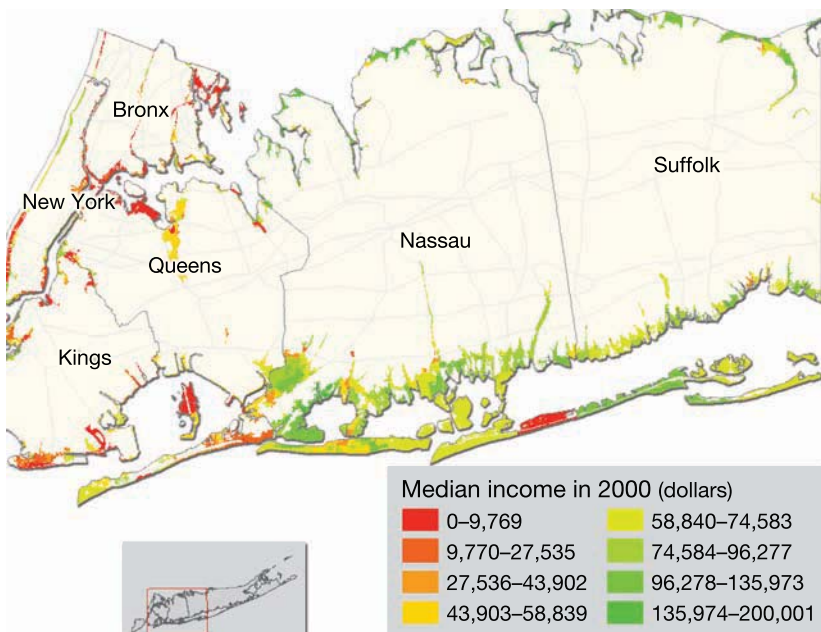 Bronx
Suffolk
New York
Nassau
Queens
Kings
Median income in 2000 (dollars)
0–9,769
58,840–74,583
9,770–27,535
74,584–96,277
27,536–43,902
96,278–135,973
43,903–58,839
135,974–200,001